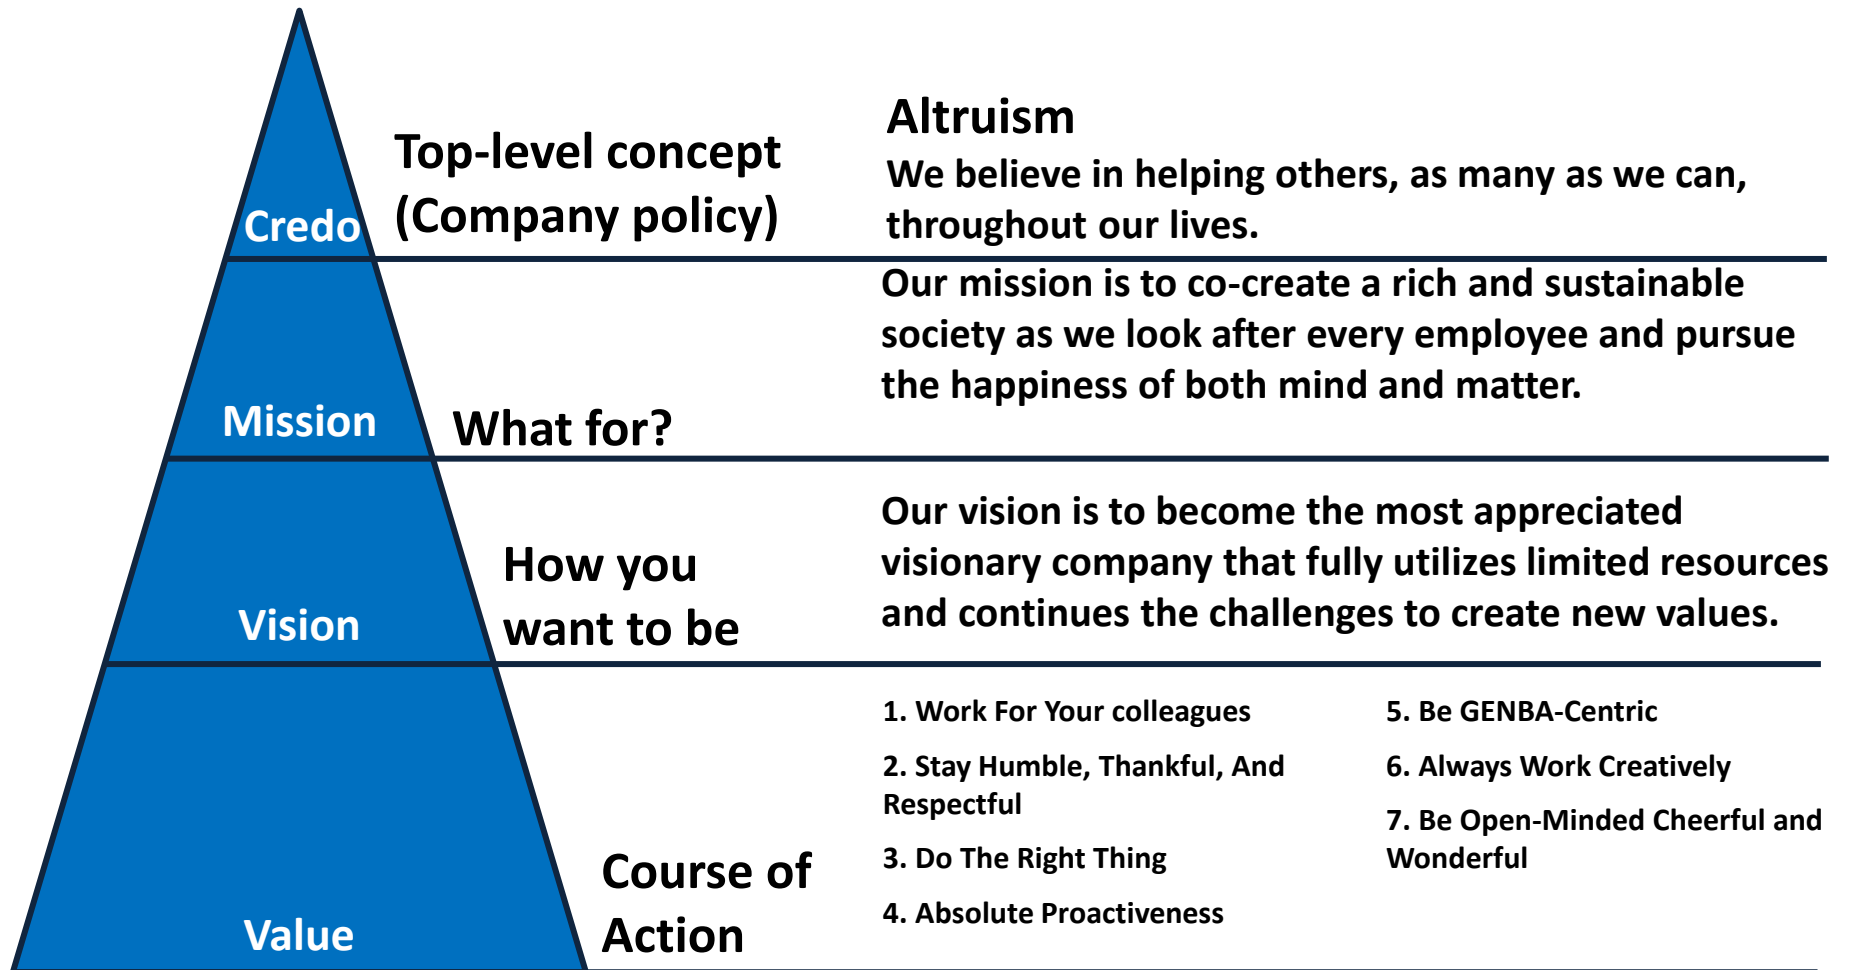 Credo
Top-level concept
(Company policy)
Altruism
We believe in helping others, as many as we can,
throughout our lives.
Mission
What for?
Our mission is to co-create a rich and sustainable
society as we look after every employee and pursue
the happiness of both mind and matter.
Vision
How you
want to be
Our vision is to become the most appreciated
visionary company that fully utilizes limited resources
and continues the challenges to create new values.
Value
Course of
Action
1. Work For Your colleagues
2. Stay Humble, Thankful, And
Respectful
3. Do The Right Thing
4. Absolute Proactiveness
5. Be GENBA-Centric
6. Always Work Creatively
7. Be Open-Minded Cheerful and
Wonderful